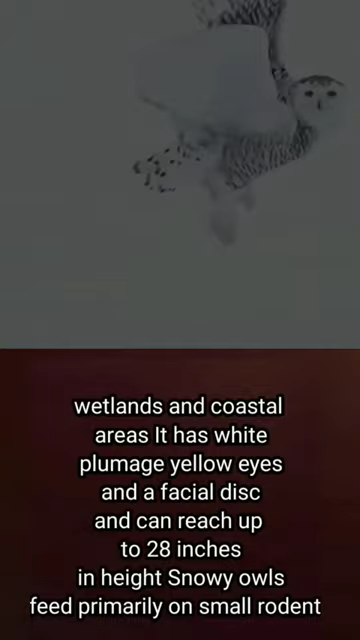 wetlands and coastal
areas It has white
plumage yellow eyes
and a facial disc
and can reach up
to 28 inches
in height Snowy owls
feed primarily on small rodent